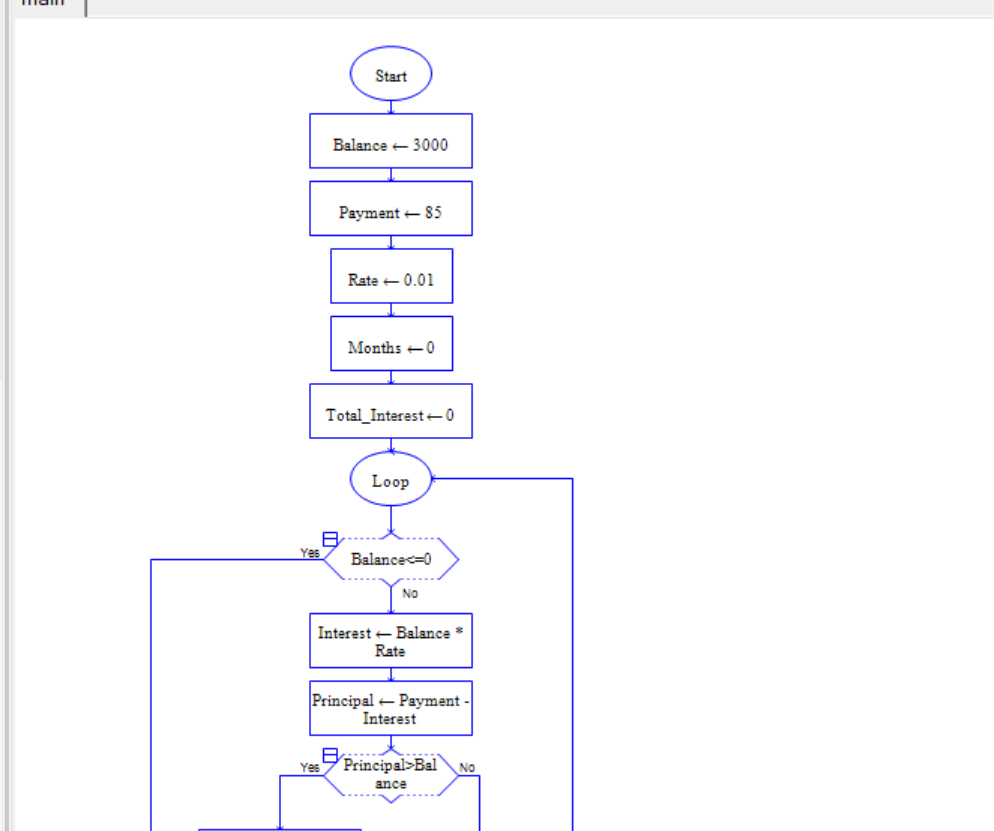 main
Start
Balance ← 3000
Payment ← 85
Rate ← 0.01
Months ← 0
Total_Interest ← 0
Loop
Yes
Balance<=0
No
Interest ← Balance *
Rate
Principal ← Payment -
Interest
Yes
Principal>Bal
ance
No